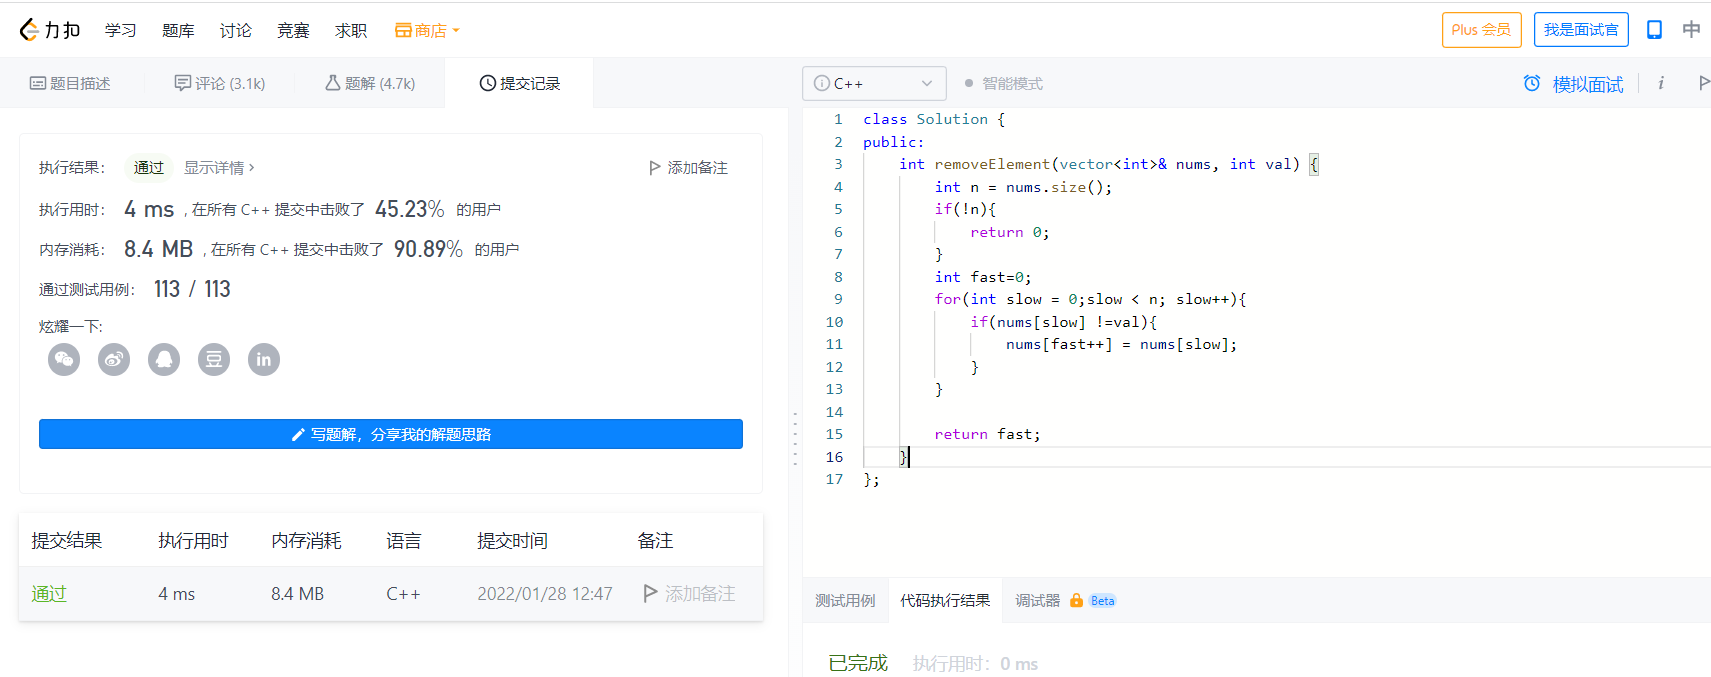 力扣 学习 题库 讨论 竞赛 求职 商店 Plus 会员 我是面试官 中
题目描述 评论 (3.1k) 题解 (4.7k) 提交记录
执行结果： 通过 显示详情 › 添加备注
执行用时： 4 ms , 在所有 C++ 提交中击败了 45.23% 的用户
内存消耗： 8.4 MB , 在所有 C++ 提交中击败了 90.89% 的用户
通过测试用例： 113 / 113
炫耀一下:
豆 in
写题解，分享我的解题思路
提交结果 执行用时 内存消耗 语言 提交时间 备注
通过 4 ms 8.4 MB C++ 2022/01/28 12:47 添加备注
C++ 智能模式 模拟面试 i
1 class Solution {
2 public:
3 int removeElement(vector<int>& nums, int val) {
4 int n = nums.size();
5 if(!n){
6 return 0;
7 }
8 int fast=0;
9 for(int slow = 0;slow < n; slow++){
10 if(nums[slow] !=val){
11 nums[fast++] = nums[slow];
12 }
13 }
14
15 return fast;
16 }
17 };
测试用例 代码执行结果 调试器 Beta
已完成 执行用时：0 ms